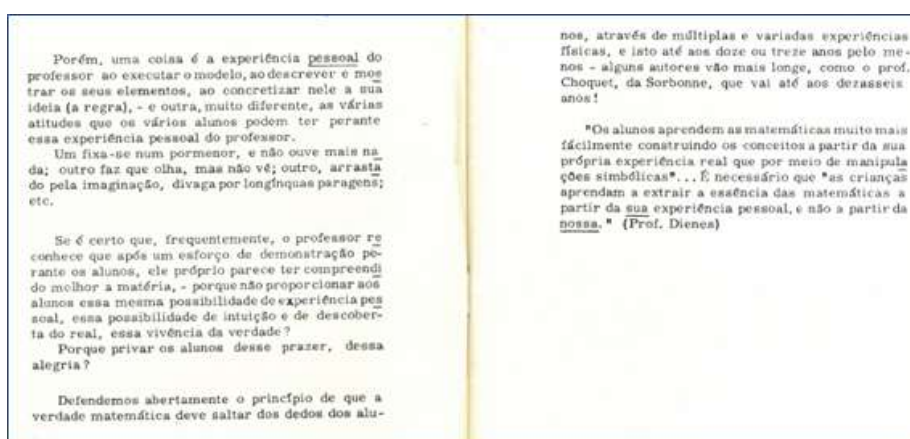 Porém, uma coisa é a experiência pessoal do
professor ao executar o modelo, ao descrever e mos
trar os seus elementos, ao concretizar nele a sua
ideia (a regra), - e outra, muito diferente, as várias
atitudes que os vários alunos podem ter perante
essa experiência pessoal do professor.
Um fixa-se num pormenor, e não ouve mais na
da; outro faz que olha, mas não vê; outro, arrasta
do pela imaginação, divaga por longínquas paragens;
etc.
Se é certo que, frequentemente, o professor re
conhece que após um esforço de demonstração pe-
rante os alunos, ele próprio parece ter compreendi
do melhor a matéria, - porque não proporcionar aos
alunos essa mesma possibilidade de experiência pes
soal, essa possibilidade de intuição e de descober-
ta do real, essa vivência da verdade?
Porque privar os alunos desse prazer, dessa
alegria?
Defendemos abertamente o princípio de que a
verdade matemática deve saltar dos dedos dos alu-
nos, através de múltiplas e variadas experiências
físicas, e isto até aos doze ou treze anos pelo me-
nos - alguns autores vão mais longe, como o prof.
Choquet, da Sorbonne, que vai até aos dezasseis
anos!
"Os alunos aprendem as matemáticas muito mais
fácilmente construindo os conceitos a partir da sua
própria experiência real que por meio de manipula
ções simbólicas"... É necessário que "as crianças
aprendam a extrair a essência das matemáticas a
partir da sua experiência pessoal, e não a partir da
nossa." (Prof. Dienes)